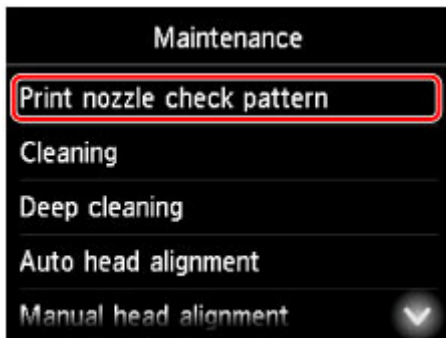 Maintenance
Print nozzle check pattern
Cleaning
Deep cleaning
Auto head alignment
Manual head alignment